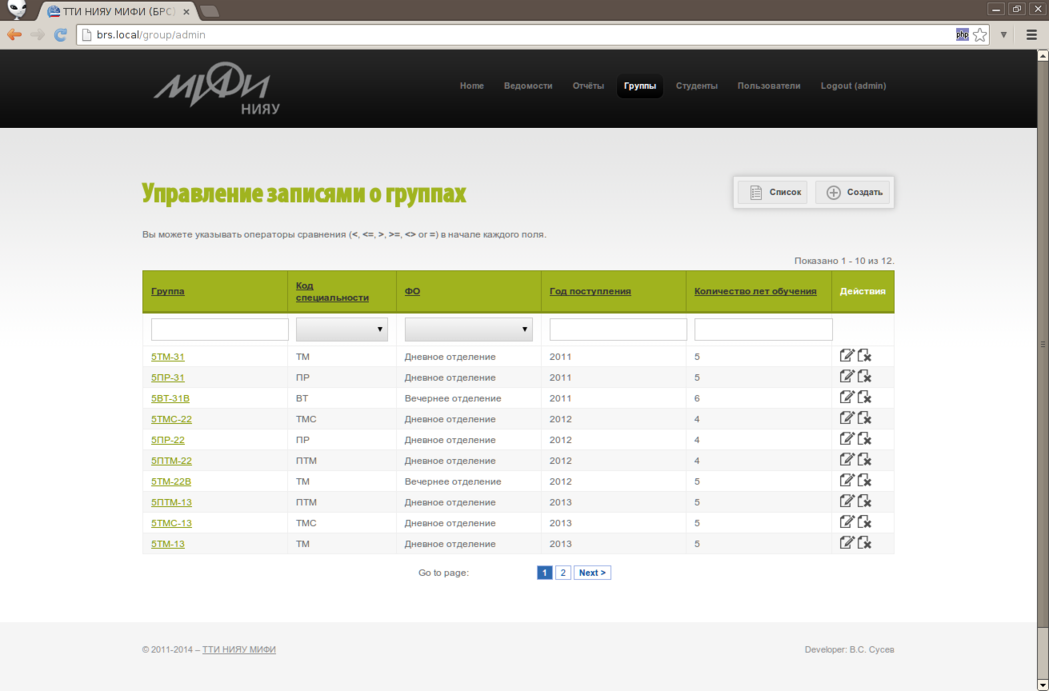 ТТИ НИЯУ МИФИ (БРС)
brs.local/group/admin
php
МИФИ
НИЯУ
Home Ведомости Отчёты Группы Студенты Пользователи Logout (admin)
Управление записями о группах
Список Создать
Вы можете указывать операторы сравнения (<, <=, >, >=, <> or =) в начале каждого поля.
Показано 1 - 10 из 12.
Группа Код специальности ФО Год поступления Количество лет обучения Действия
5ТМ-31 ТМ Дневное отделение 2011 5
5ПР-31 ПР Дневное отделение 2011 5
5ВТ-31В ВТ Вечернее отделение 2011 6
5ТМС-22 ТМС Дневное отделение 2012 4
5ПР-22 ПР Дневное отделение 2012 4
5ПТМ-22 ПТМ Дневное отделение 2012 4
5ТМ-22В ТМ Вечернее отделение 2012 5
5ПТМ-13 ПТМ Дневное отделение 2013 5
5ТМС-13 ТМС Дневное отделение 2013 5
5ТМ-13 ТМ Дневное отделение 2013 5
Go to page: 1 2 Next >
© 2011-2014 – ТТИ НИЯУ МИФИ Developer: В.С. Сусев